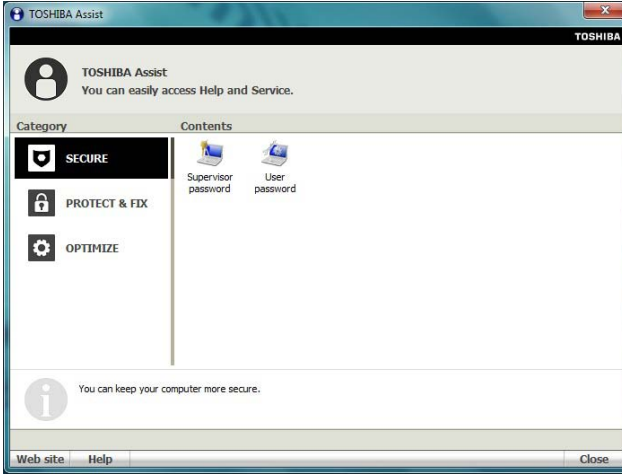 TOSHIBA Assist
TOSHIBA
TOSHIBA Assist
You can easily access Help and Service.
Category
Contents
SECURE
PROTECT & FIX
OPTIMIZE
Supervisor
password
User
password
You can keep your computer more secure.
Web site
Help
Close